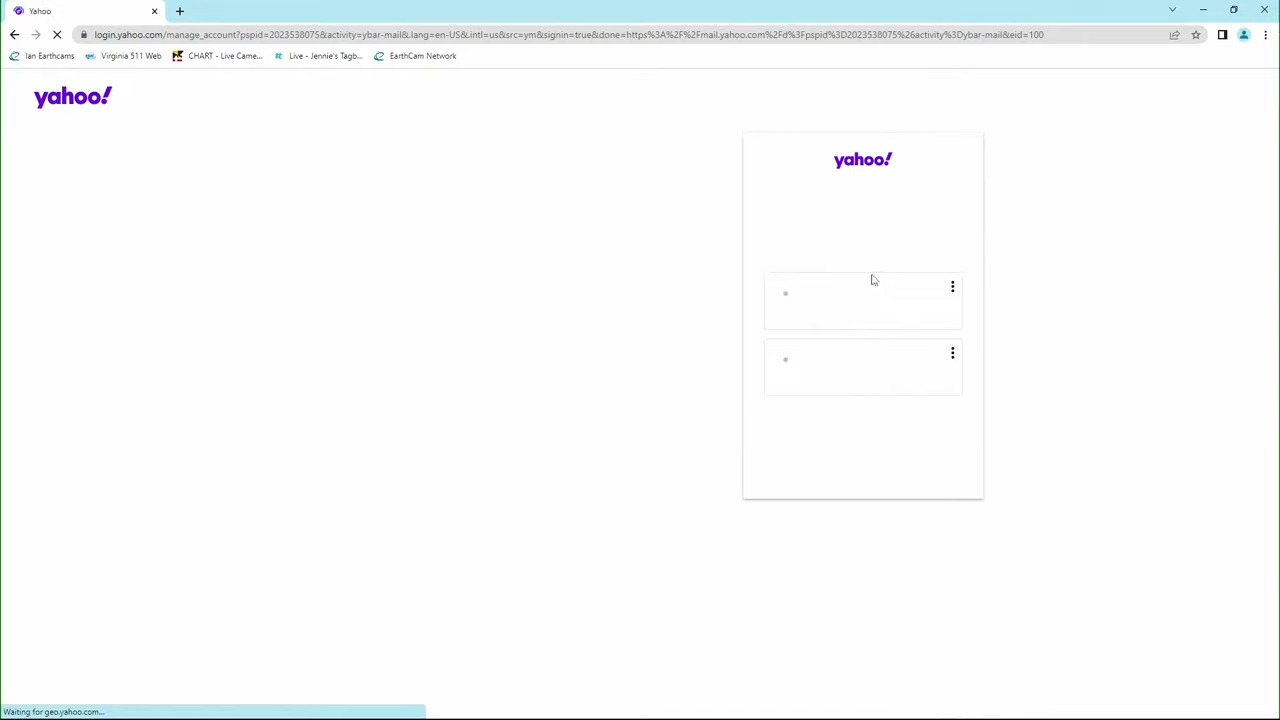 Yahoo
login.yahoo.com/manage_account?pspid=2023538075&activity=ybar-mail&.lang=en-US&.intl=us&src=ym&signin=true&done=https%3A%2F%2Fmail.yahoo.com%2Fd%3Fpspid%3D2023538075%26activity%3Dybar-mail&eid=100
Ian Earthcams
Virginia 511 Web
CHART - Live Came...
Live - Jennie's Tagb...
EarthCam Network
yahoo!
yahoo!
Waiting for geo.yahoo.com...